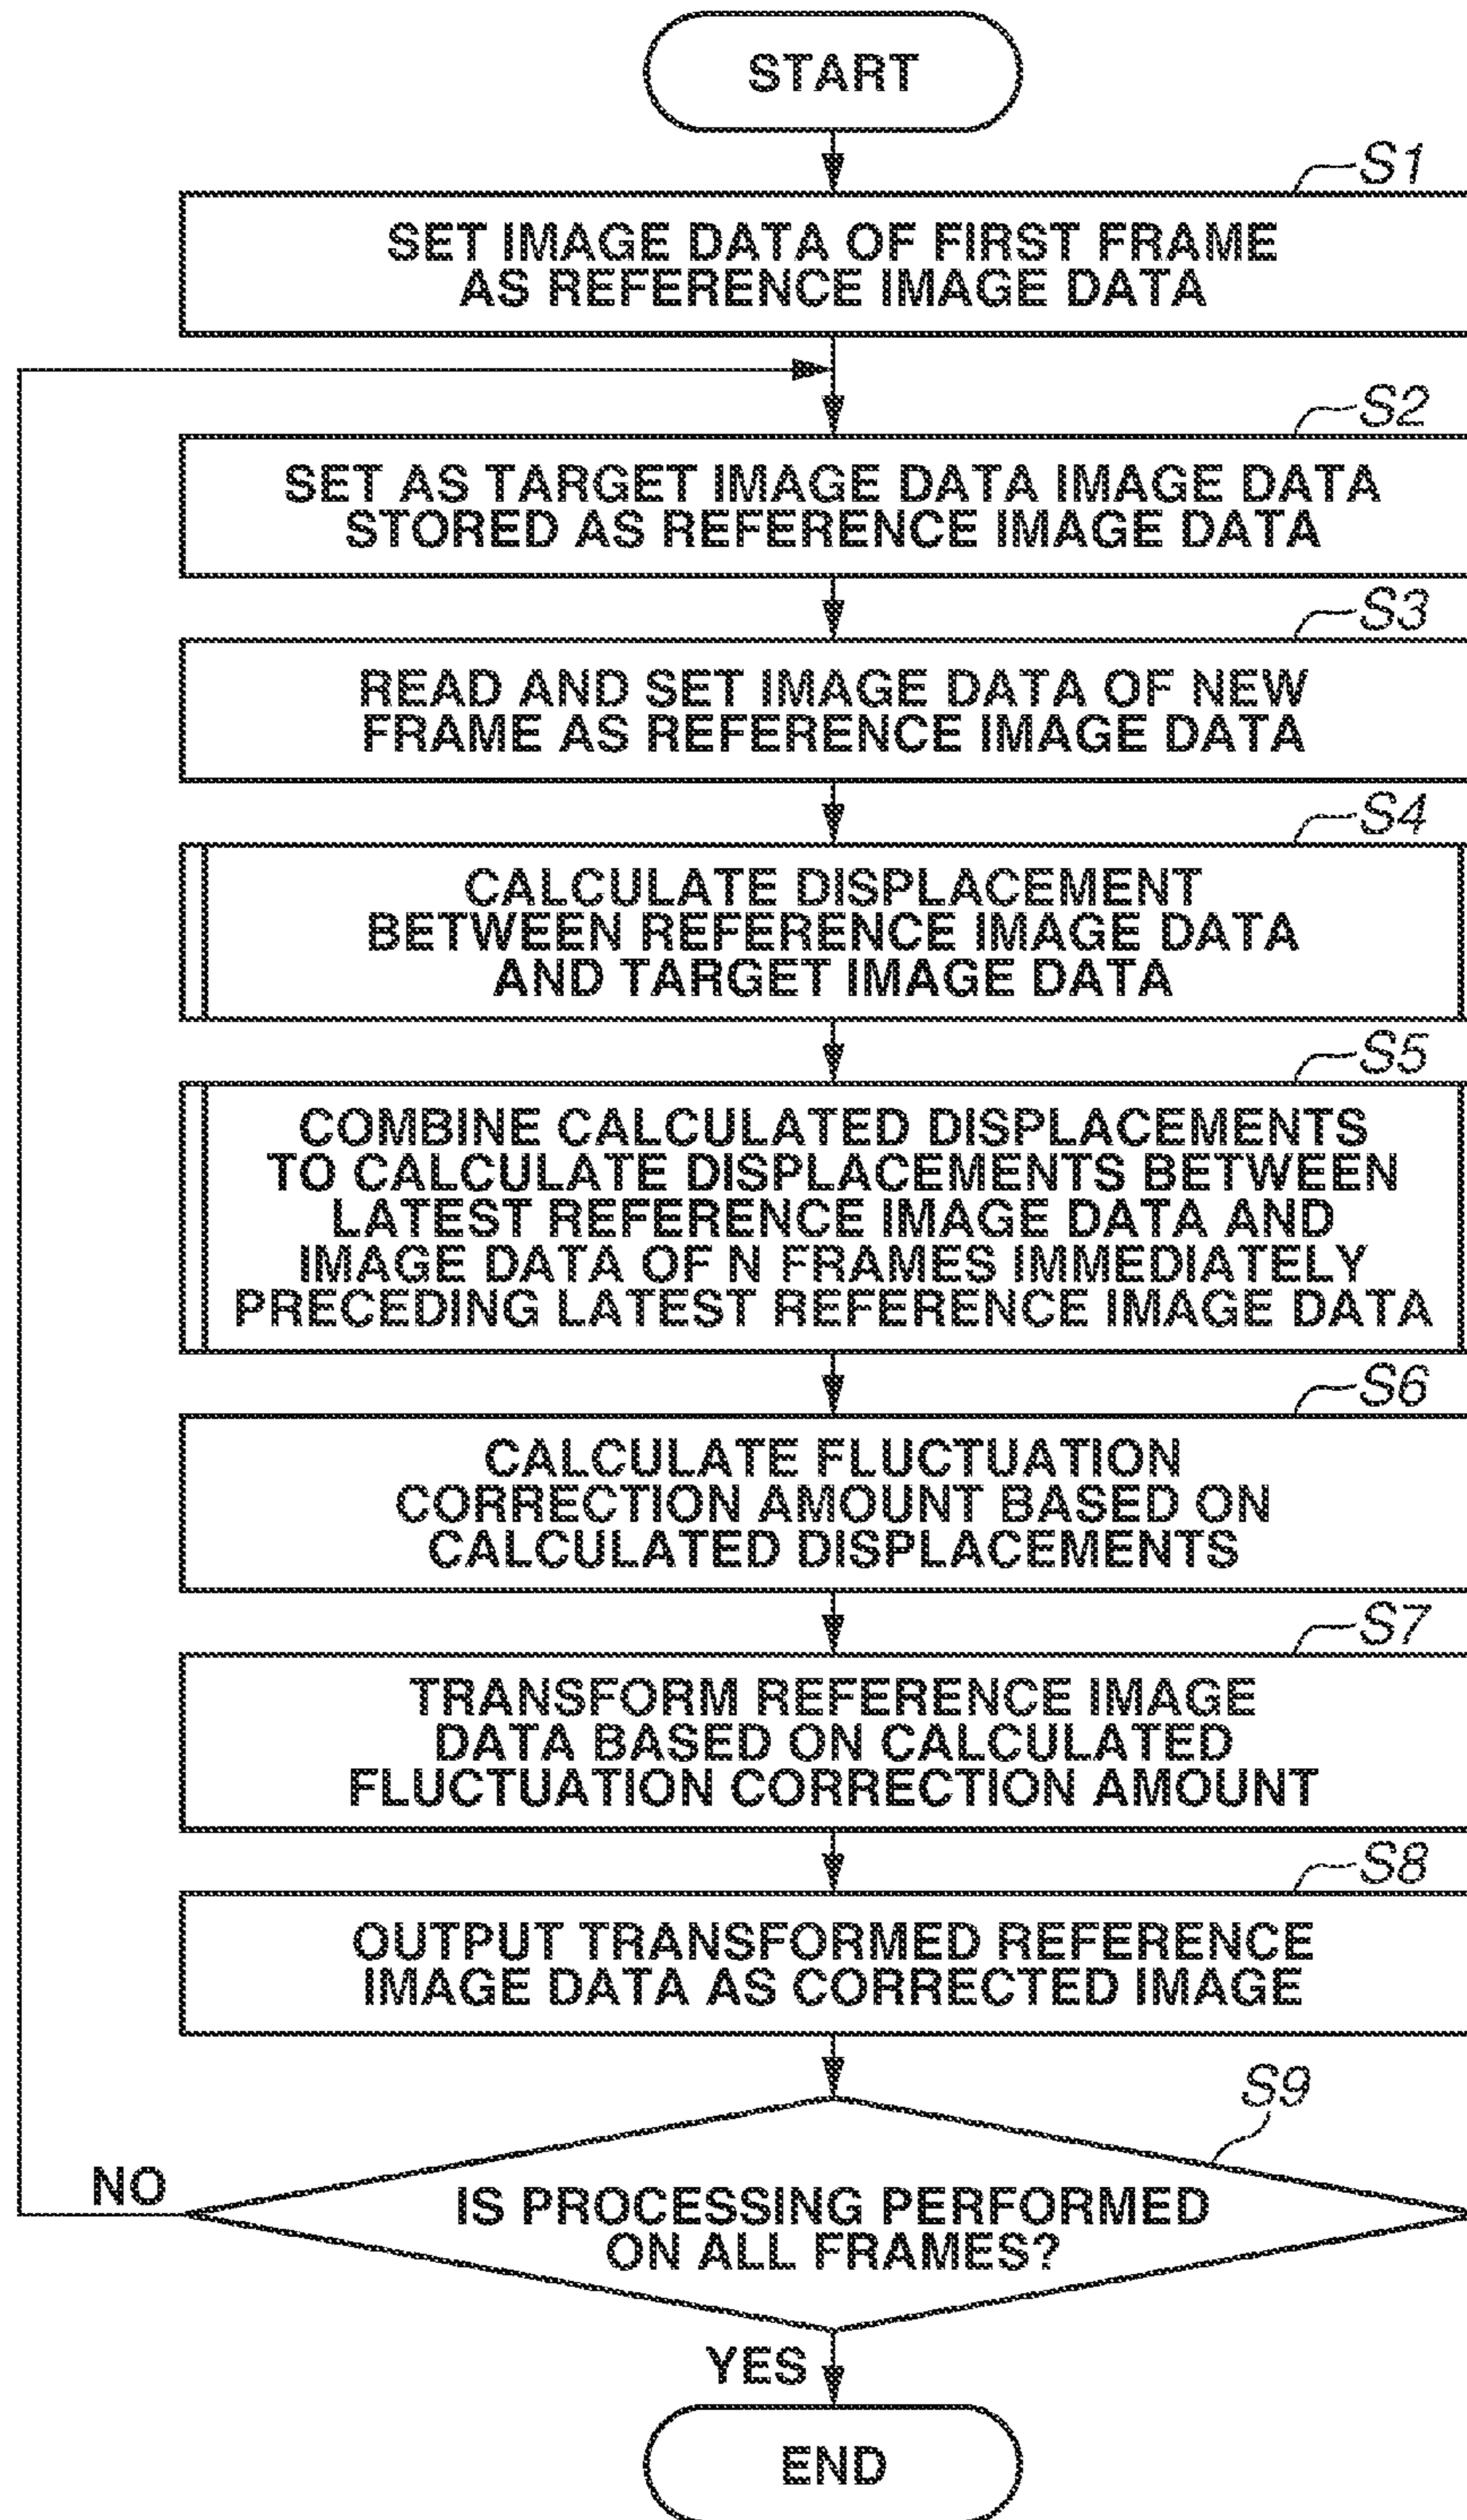 START
S1
SET IMAGE DATA OF FIRST FRAME
AS REFERENCE IMAGE DATA
S2
SET AS TARGET IMAGE DATA IMAGE DATA
STORED AS REFERENCE IMAGE DATA
S3
READ AND SET IMAGE DATA OF NEW
FRAME AS REFERENCE IMAGE DATA
S4
CALCULATE DISPLACEMENT
BETWEEN REFERENCE IMAGE DATA
AND TARGET IMAGE DATA
S5
COMBINE CALCULATED DISPLACEMENTS
TO CALCULATE DISPLACEMENTS BETWEEN
LATEST REFERENCE IMAGE DATA AND
IMAGE DATA OF N FRAMES IMMEDIATELY
PRECEDING LATEST REFERENCE IMAGE DATA
S6
CALCULATE FLUCTUATION
CORRECTION AMOUNT BASED ON
CALCULATED DISPLACEMENTS
S7
TRANSFORM REFERENCE IMAGE
DATA BASED ON CALCULATED
FLUCTUATION CORRECTION AMOUNT
S8
OUTPUT TRANSFORMED REFERENCE
IMAGE DATA AS CORRECTED IMAGE
S9
NO
IS PROCESSING PERFORMED
ON ALL FRAMES?
YES
END